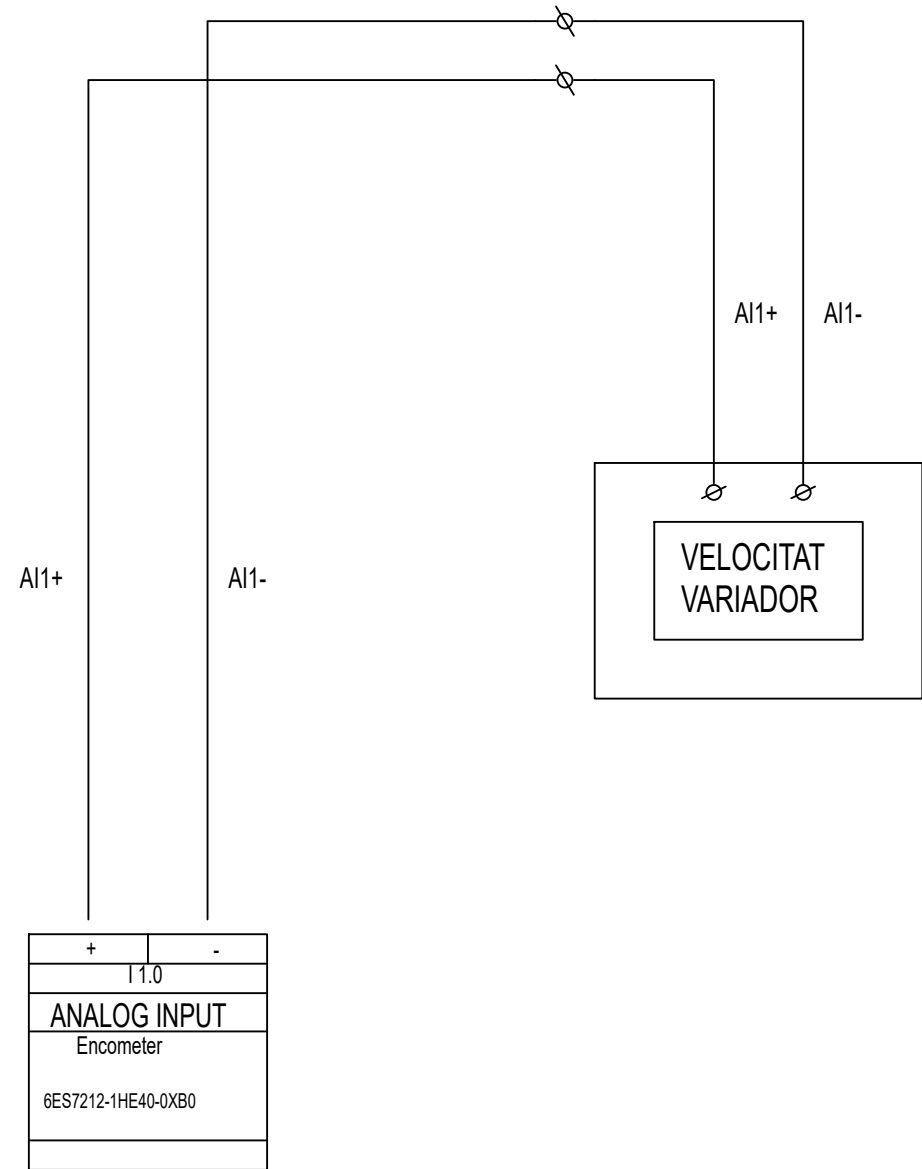 AI1+ AI1-
VELOCITAT
VARIADOR
AI1+ AI1-
+ -
I 1.0
ANALOG INPUT
Encometer
6ES7212-1HE40-0XB0